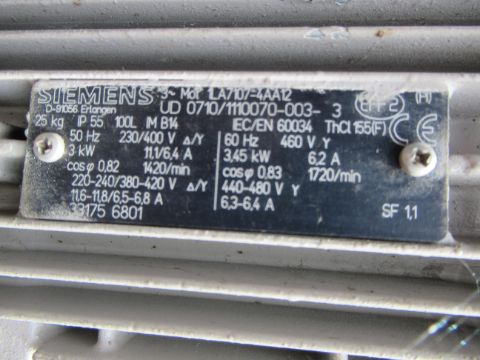 SIEMENS 3~ Mot. 1LA7107-4AA12 EFF2 (H)
D-91056 Erlangen UD 0710/1110070-003- 3
25 kg IP 55 100L IM B14 IEC/EN 60034 ThCl 155(F) CE
50 Hz 230/400 V Δ/Y 60 Hz 460 V Y
3 kW 11,1/6,4 A 3,45 kW 6,2 A
cosφ 0,82 1420/min cosφ 0,83 1720/min
220-240/380-420 V Δ/Y 440-480 V Y
11,6-11,8/6,5-6,8 A 6,3-6,4 A
33175 6801 SF 1,1